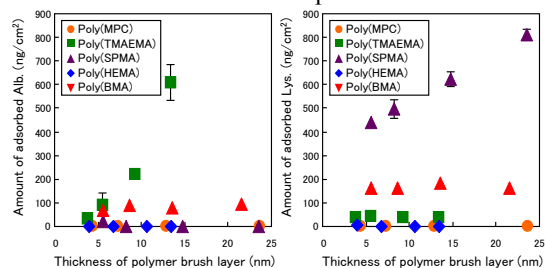 Amount of adsorbed Alb. (ng/cm²)
900
800
700
600
500
400
300
200
100
0
Poly(MPC)
Poly(TMAEMA)
Poly(SPMA)
Poly(HEMA)
Poly(BMA)
0 5 10 15 20 25
Thickness of polymer brush layer (nm)
Amount of adsorbed Lys. (ng/cm²)
900
800
700
600
500
400
300
200
100
0
Poly(MPC)
Poly(TMAEMA)
Poly(SPMA)
Poly(HEMA)
Poly(BMA)
0 5 10 15 20 25
Thickness of polymer brush layer (nm)